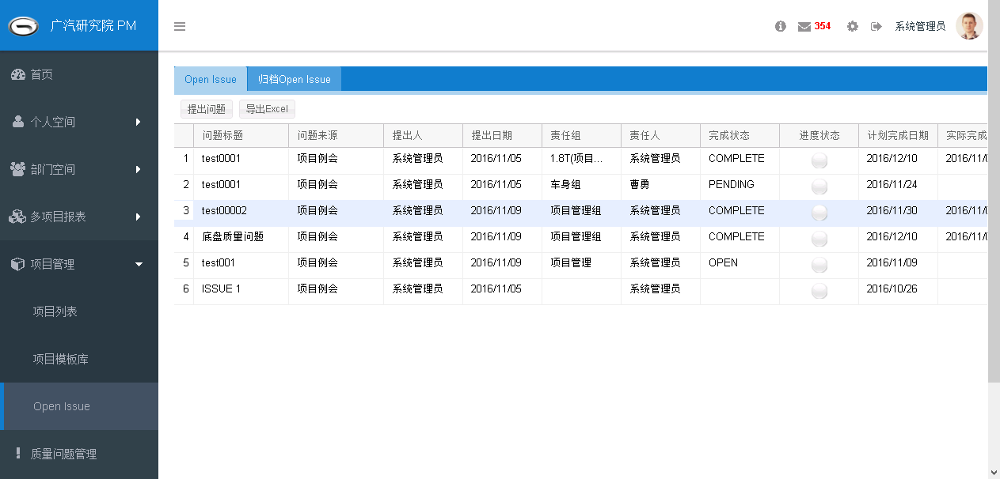 广汽研究院 PM
354
系统管理员
首页
个人空间
部门空间
多项目报表
项目管理
项目列表
项目模板库
Open Issue
质量问题管理
Open Issue 归档Open Issue
提出问题 导出Excel
问题标题 问题来源 提出人 提出日期 责任组 责任人 完成状态 进度状态 计划完成日期 实际完成
1 test0001 项目例会 系统管理员 2016/11/05 1.8T(项目... 系统管理员 COMPLETE 2016/12/10 2016/11/0
2 test0001 项目例会 系统管理员 2016/11/05 车身组 曹勇 PENDING 2016/11/24
3 test00002 项目例会 系统管理员 2016/11/09 项目管理组 系统管理员 COMPLETE 2016/11/30 2016/11/0
4 底盘质量问题 项目例会 系统管理员 2016/11/09 项目管理组 系统管理员 COMPLETE 2016/12/10 2016/11/0
5 test001 项目例会 系统管理员 2016/11/09 项目管理 系统管理员 OPEN 2016/11/09
6 ISSUE 1 项目例会 系统管理员 2016/11/05 系统管理员 2016/10/26